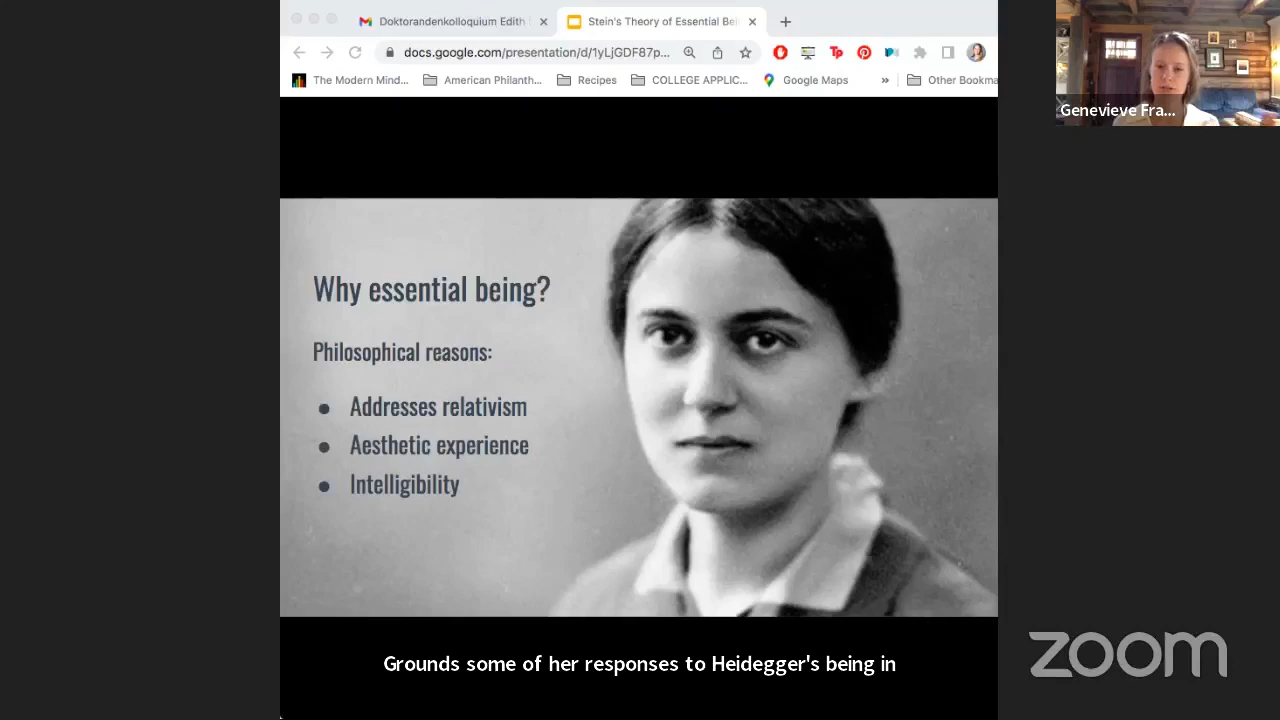 Doktorandenkolloquium Edith
Stein's Theory of Essential Bei
docs.google.com/presentation/d/1yLjGDF87p...
The Modern Mind...
American Philanth...
Recipes
COLLEGE APPLIC...
Google Maps
»
Other Bookma
Genevieve Fra...
Why essential being?
Philosophical reasons:
● Addresses relativism
● Aesthetic experience
● Intelligibility
Grounds some of her responses to Heidegger's being in
zoom